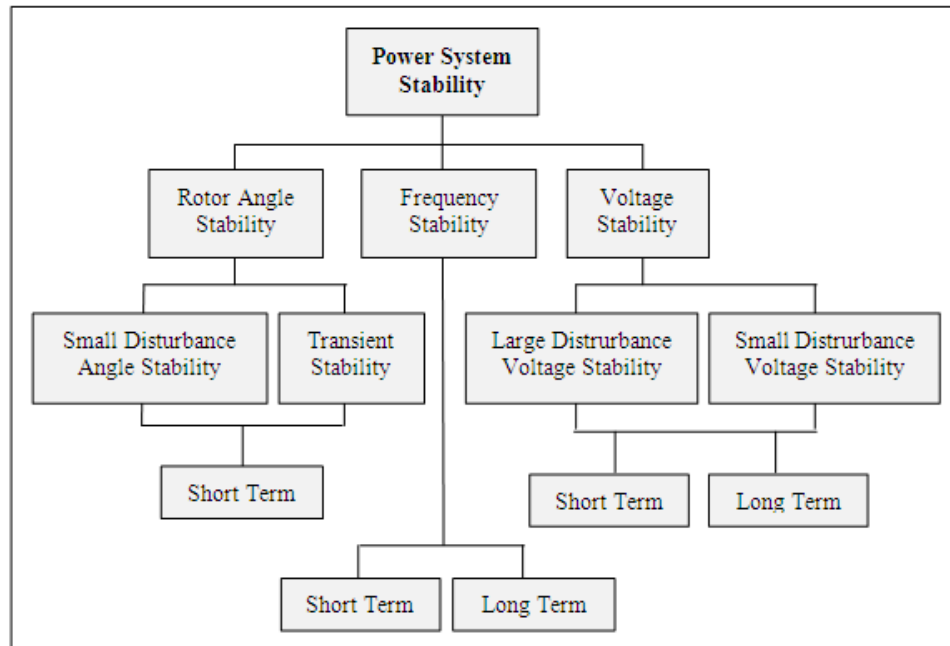 Power System
Stability
Rotor Angle
Stability
Frequency
Stability
Voltage
Stability
Small Disturbance
Angle Stability
Transient
Stability
Large Distrurbance
Voltage Stability
Small Distrurbance
Voltage Stability
Short Term
Short Term
Long Term
Short Term
Long Term